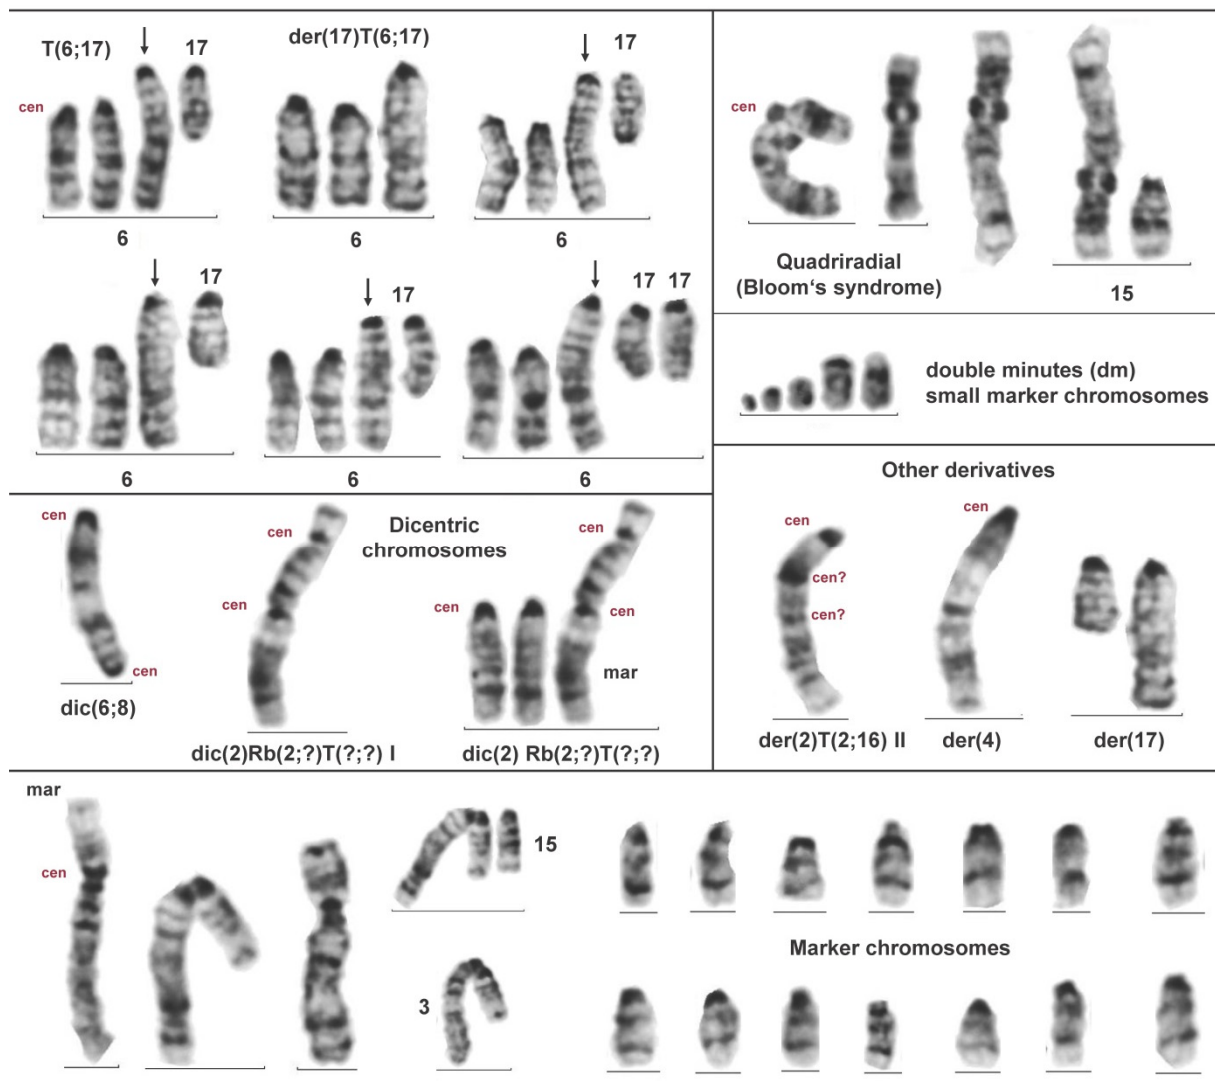 T(6;17)
17
der(17)T(6;17)
17
cen
6
6
6
17
17
17 17
6
6
6
cen
Quadriradial
(Bloom‘s syndrome)
15
double minutes (dm)
small marker chromosomes
Dicentric
chromosomes
cen
cen
cen
cen
cen
cen
mar
dic(6;8)
dic(2)Rb(2;?)T(?;?) I
dic(2) Rb(2;?)T(?;?)
Other derivatives
cen
cen
cen?
cen?
der(2)T(2;16) II
der(4)
der(17)
mar
cen
15
3
Marker chromosomes